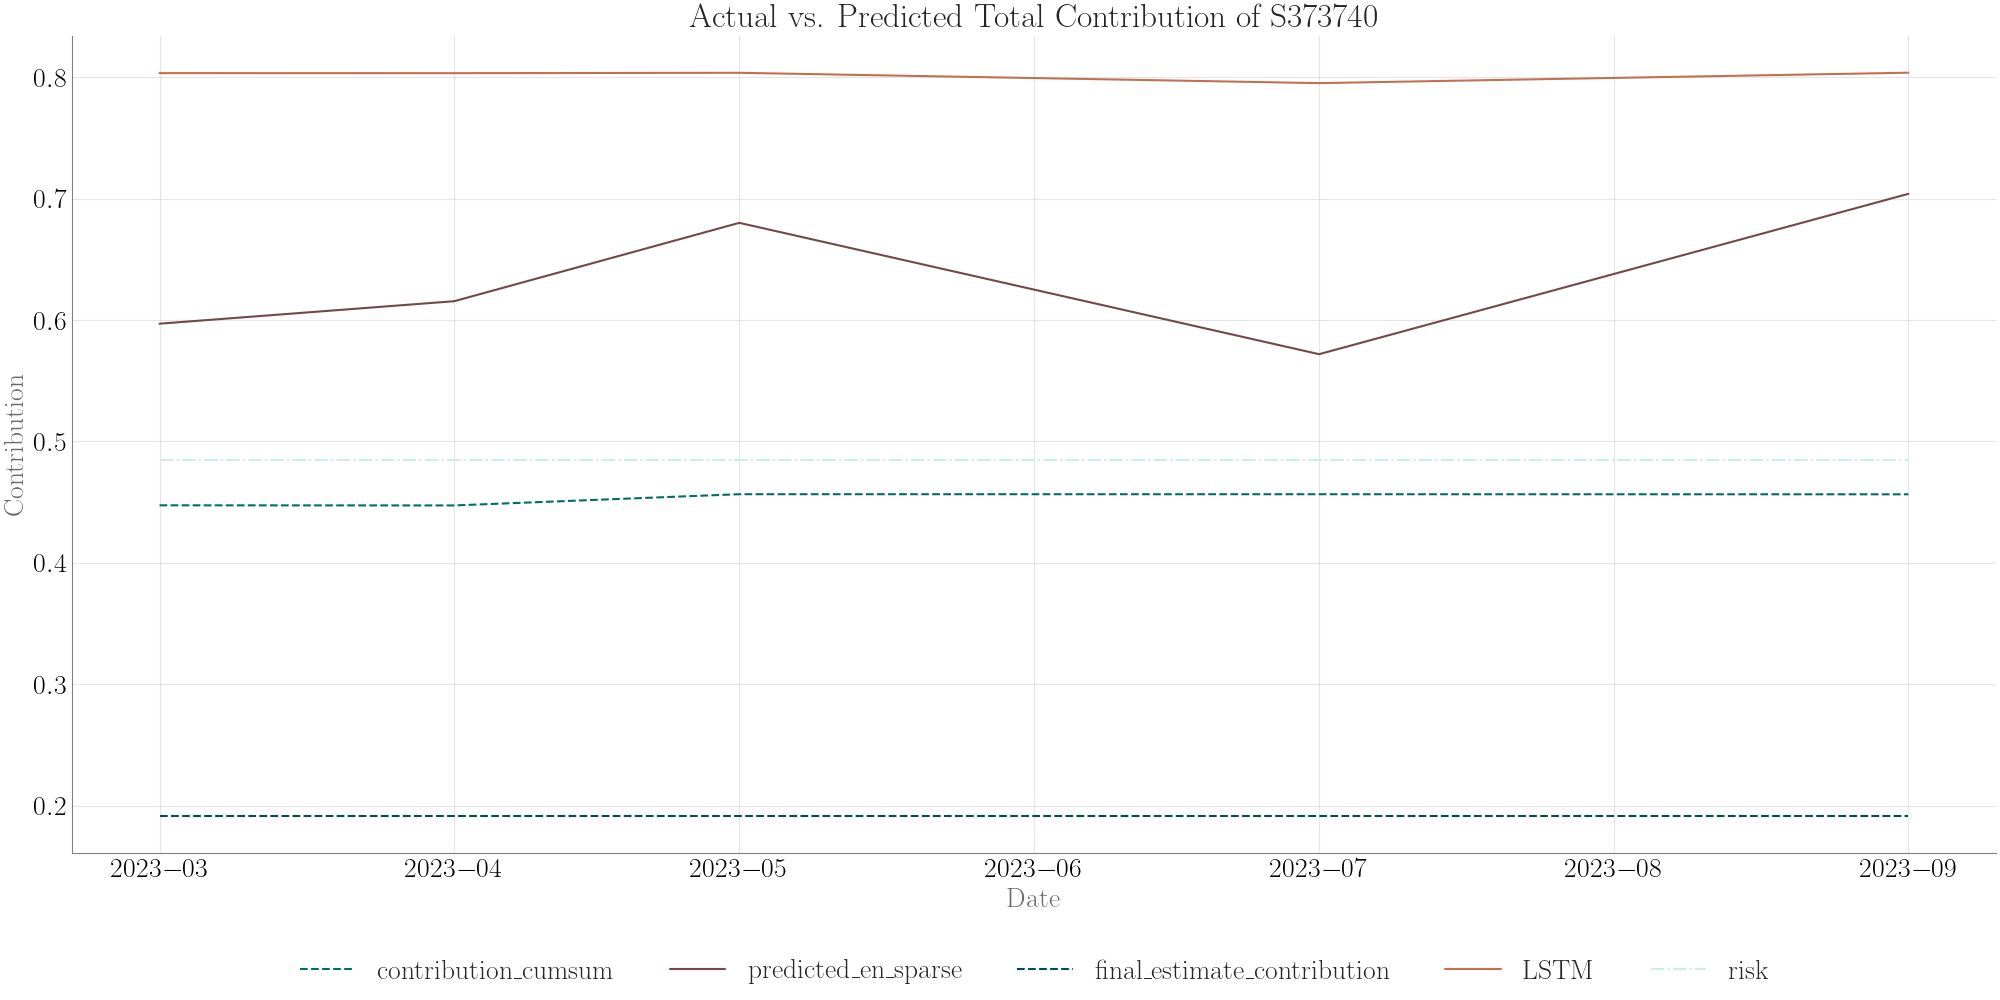 Actual vs. Predicted Total Contribution of S373740
0.8
0.7
0.6
0.5
0.4
0.3
0.2
Contribution
2023–03 2023–04 2023–05 2023–06 2023–07 2023–08 2023–09
Date
contribution_cumsum predicted_en_sparse final_estimate_contribution LSTM risk